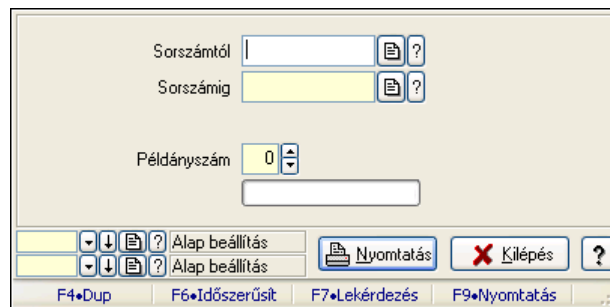 Sorszámtól ?
Sorszámig ?
Példányszám 0
? Alap beállítás
? Alap beállítás
Nyomtatás Kilépés ?
F4•Dup F6•Időszerűsít F7•Lekérdezés F9•Nyomtatás